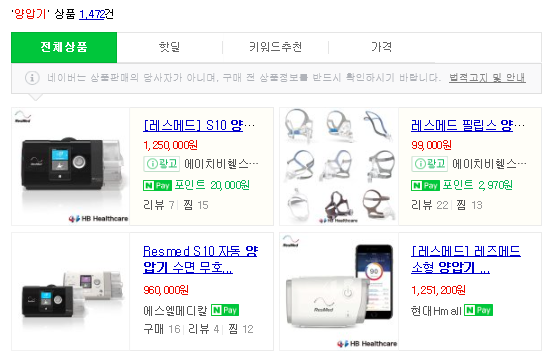 '양압기' 상품 1,472건
전체상품 핫딜 키워드추천 가격
네이버는 상품판매의 당사자가 아니며, 구매 전 상품정보를 반드시 확인하시기 바랍니다. 법적고지 및 안내
ResMed
[레스메드] S10 양…
1,250,000원
광고 에이치비헬스…
N Pay 포인트 20,000원
리뷰 7 찜 15
HB Healthcare
레스메드 필립스 양…
99,000원
광고 에이치비헬스…
N Pay 포인트 2,970원
리뷰 22 찜 13
HB Healthcare
Resmed S10 자동 양
압기 수면 무호...
960,000원
에스엘메디칼 N Pay
구매 16 리뷰 4 찜 12
ResMed
90
ResMed
HB Healthcare
[레스메드] 레즈메드
소형 양압기 ...
1,251,200원
현대Hmall N Pay